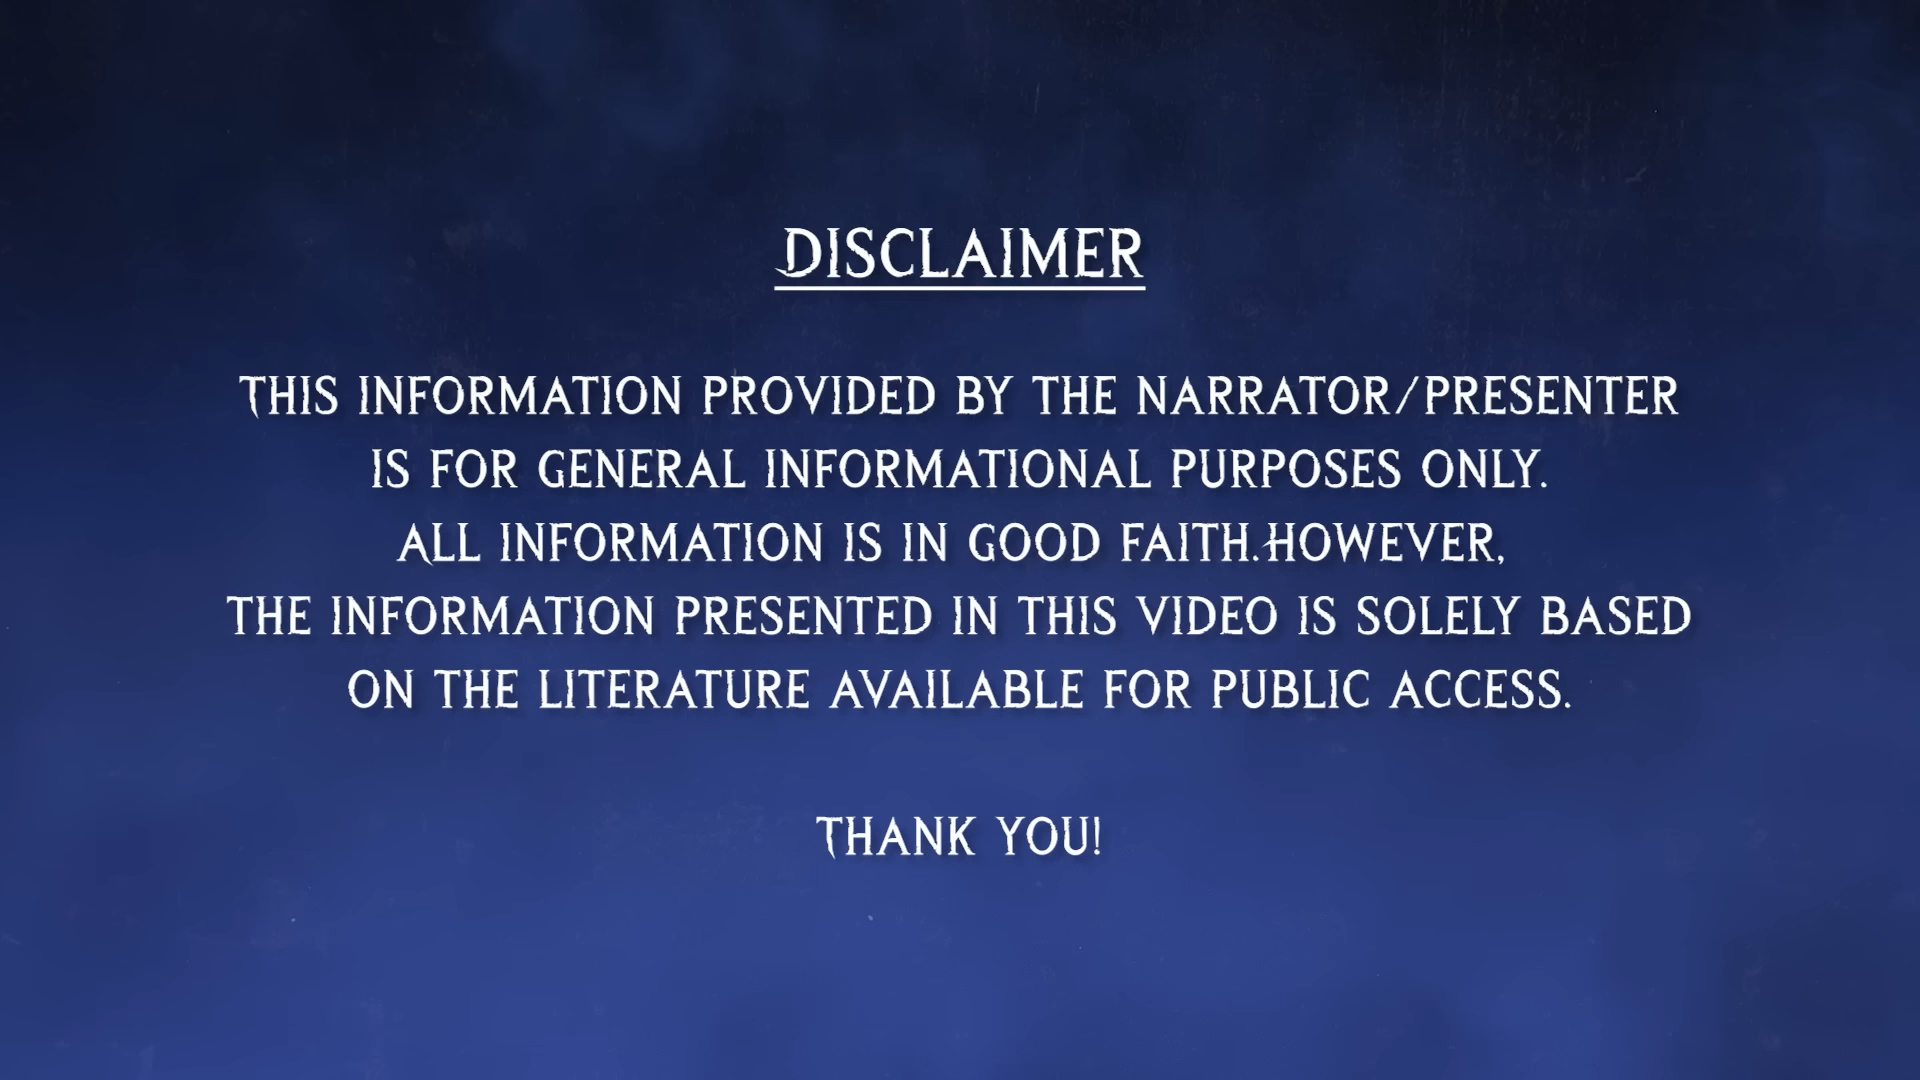 DISCLAIMER
THIS INFORMATION PROVIDED BY THE NARRATOR/PRESENTER
IS FOR GENERAL INFORMATIONAL PURPOSES ONLY.
ALL INFORMATION IS IN GOOD FAITH.HOWEVER,
THE INFORMATION PRESENTED IN THIS VIDEO IS SOLELY BASED
ON THE LITERATURE AVAILABLE FOR PUBLIC ACCESS.
THANK YOU!